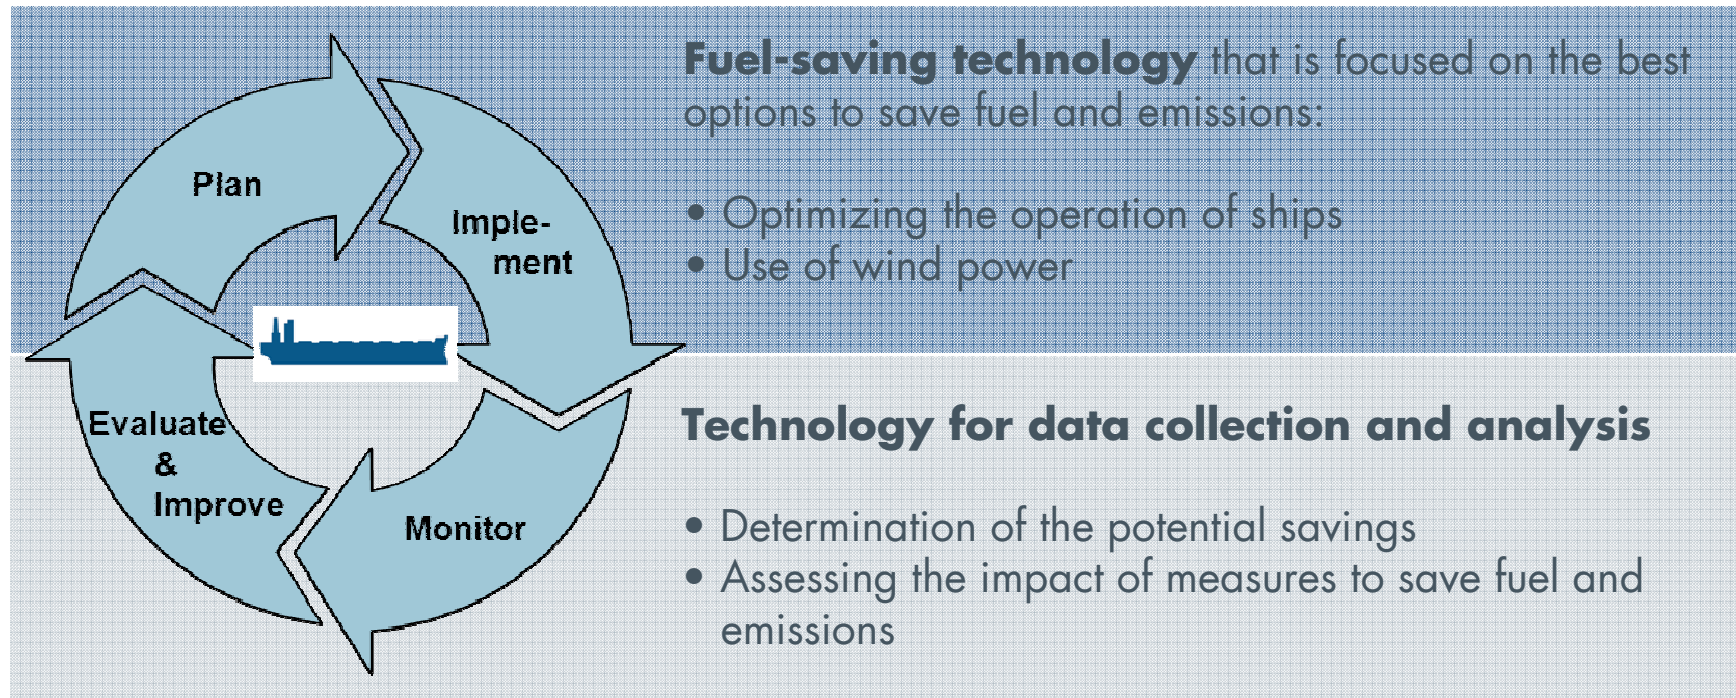 Plan
Imple-
ment
Evaluate
&
Improve
Monitor
Fuel-saving technology that is focused on the best
options to save fuel and emissions:
• Optimizing the operation of ships
• Use of wind power
Technology for data collection and analysis
• Determination of the potential savings
• Assessing the impact of measures to save fuel and
emissions